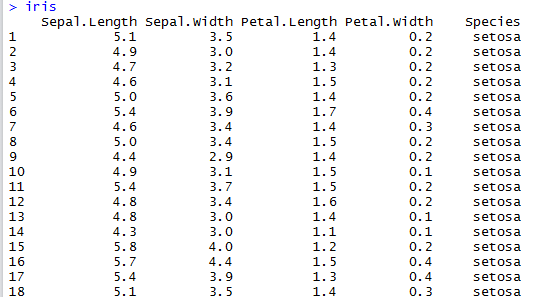 > iris
Sepal.Length Sepal.Width Petal.Length Petal.Width Species
1 5.1 3.5 1.4 0.2 setosa
2 4.9 3.0 1.4 0.2 setosa
3 4.7 3.2 1.3 0.2 setosa
4 4.6 3.1 1.5 0.2 setosa
5 5.0 3.6 1.4 0.2 setosa
6 5.4 3.9 1.7 0.4 setosa
7 4.6 3.4 1.4 0.3 setosa
8 5.0 3.4 1.5 0.2 setosa
9 4.4 2.9 1.4 0.2 setosa
10 4.9 3.1 1.5 0.1 setosa
11 5.4 3.7 1.5 0.2 setosa
12 4.8 3.4 1.6 0.2 setosa
13 4.8 3.0 1.4 0.1 setosa
14 4.3 3.0 1.1 0.1 setosa
15 5.8 4.0 1.2 0.2 setosa
16 5.7 4.4 1.5 0.4 setosa
17 5.4 3.9 1.3 0.4 setosa
18 5.1 3.5 1.4 0.3 setosa